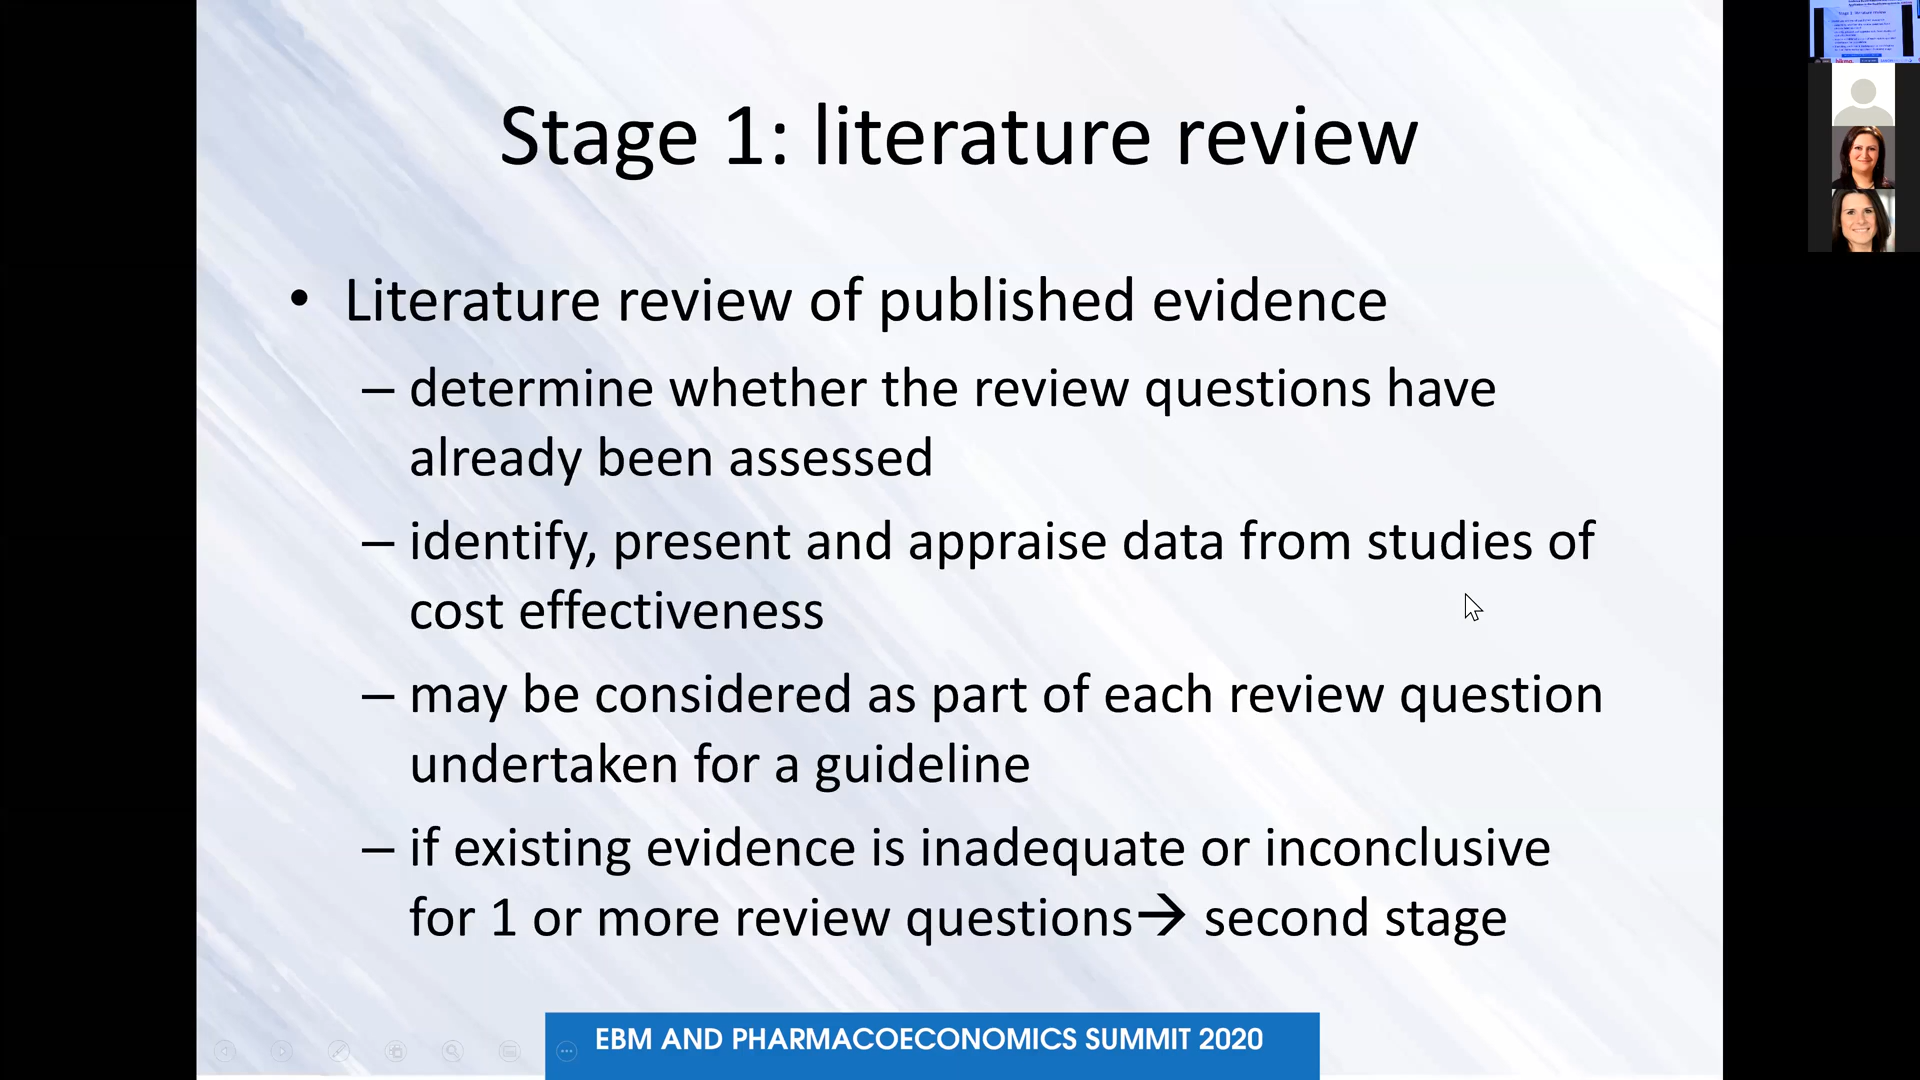 Stage 1: literature review
• Literature review of published evidence
– determine whether the review questions have
already been assessed
– identify, present and appraise data from studies of
cost effectiveness
– may be considered as part of each review question
undertaken for a guideline
– if existing evidence is inadequate or inconclusive
for 1 or more review questions→ second stage
EBM AND PHARMACOECONOMICS SUMMIT 2020